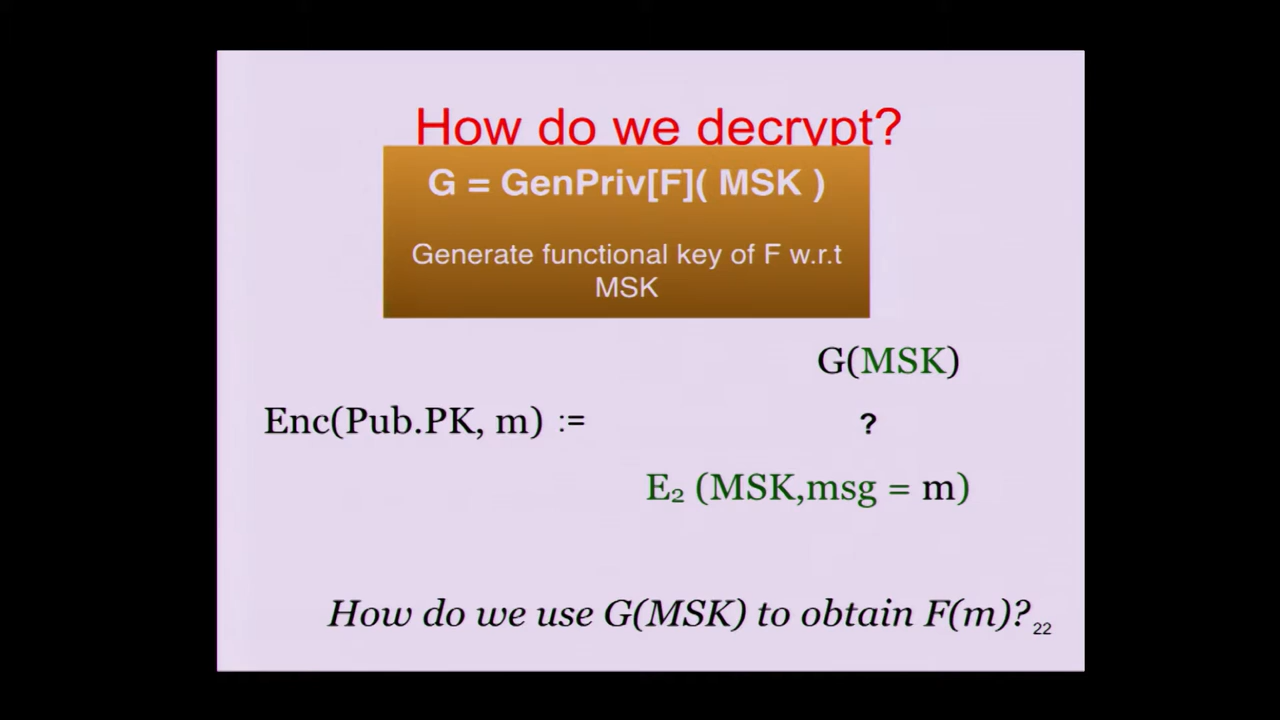 How do we decrypt?
G = GenPriv[F]( MSK )
Generate functional key of F w.r.t
MSK
G(MSK)
Enc(Pub.PK, m) :=
?
E₂ (MSK,msg = m)
How do we use G(MSK) to obtain F(m)?
22